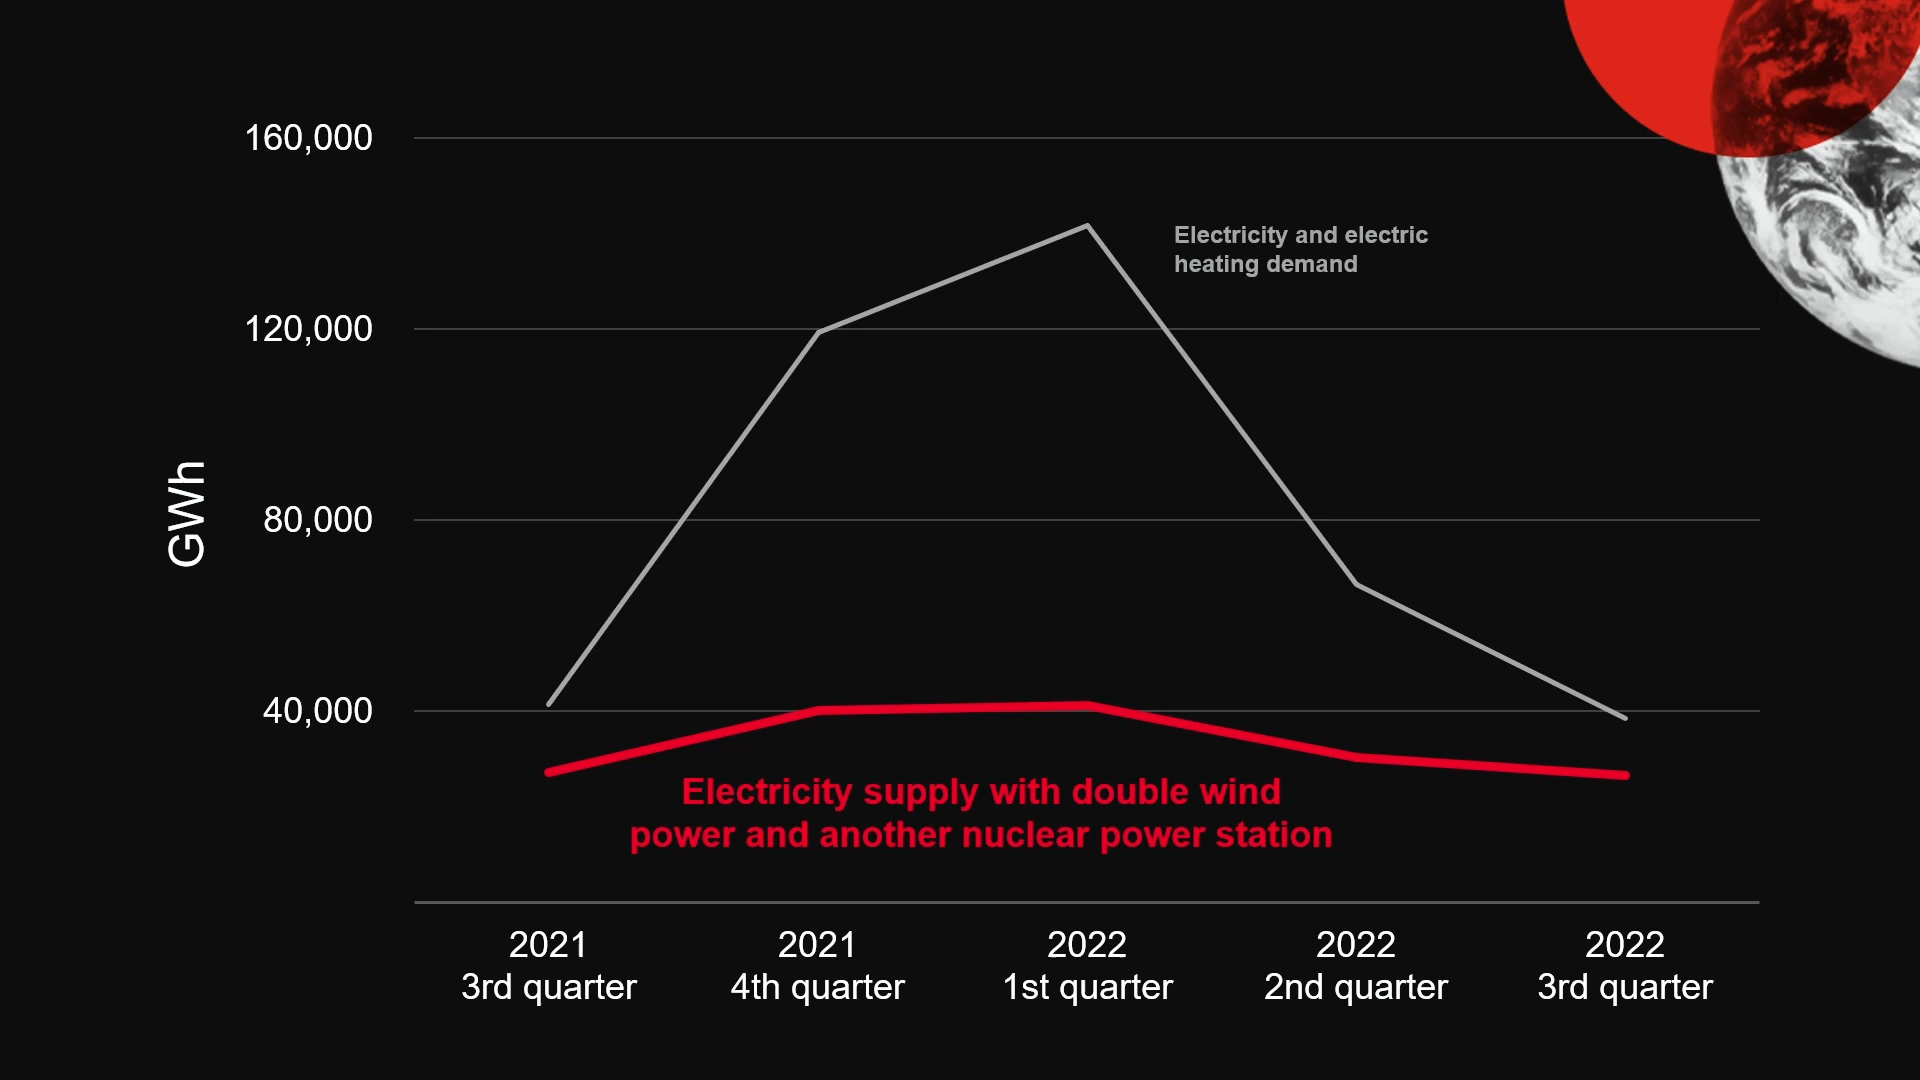 160,000
Electricity and electric
heating demand
120,000
GWh
80,000
40,000
Electricity supply with double wind
power and another nuclear power station
2021
3rd quarter
2021
4th quarter
2022
1st quarter
2022
2nd quarter
2022
3rd quarter